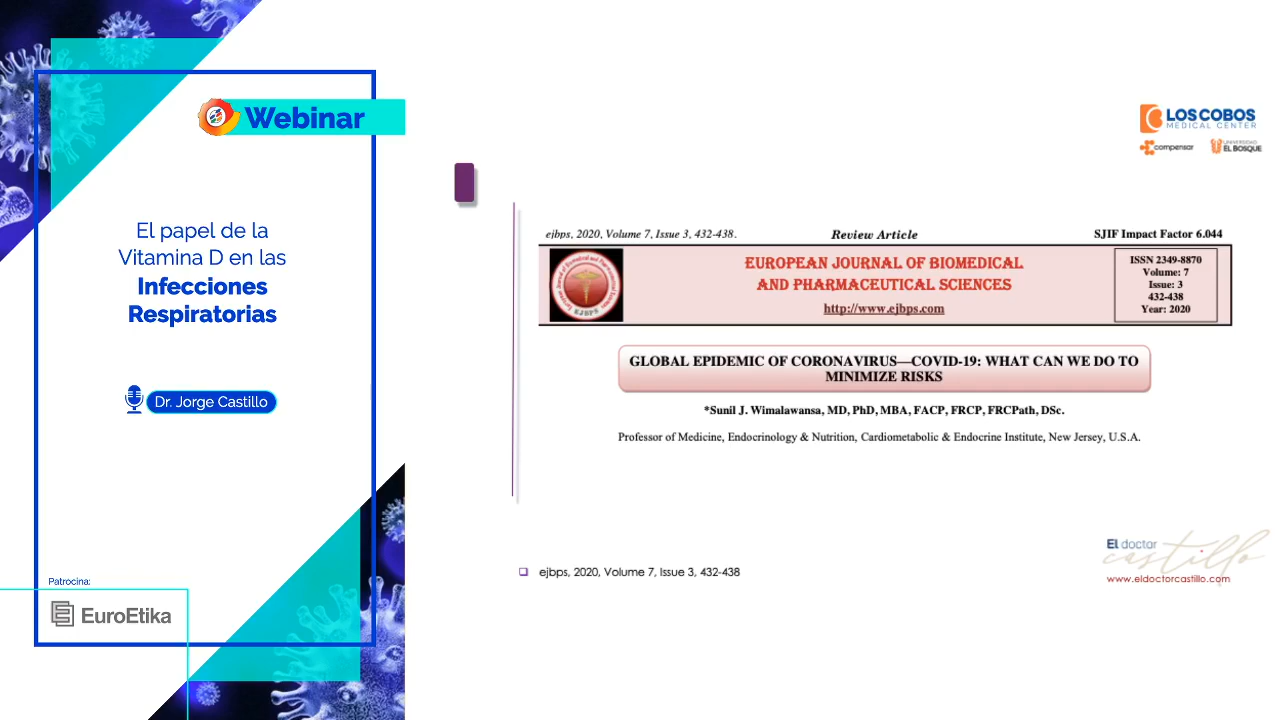 Webinar
El papel de la
Vitamina D en las
Infecciones
Respiratorias
Dr. Jorge Castillo
Patrocina:
EuroEtika
LOS COBOS
MEDICAL CENTER
compensar
UNIVERSIDAD
EL BOSQUE
ejbps, 2020, Volume 7, Issue 3, 432-438.
Review Article
SJIF Impact Factor 6.044
EUROPEAN JOURNAL OF BIOMEDICAL
AND PHARMACEUTICAL SCIENCES
http://www.ejbps.com
ISSN 2349-8870
Volume: 7
Issue: 3
432-438
Year: 2020
GLOBAL EPIDEMIC OF CORONAVIRUS—COVID-19: WHAT CAN WE DO TO
MINIMIZE RISKS
*Sunil J. Wimalawansa, MD, PhD, MBA, FACP, FRCP, FRCPath, DSc.
Professor of Medicine, Endocrinology & Nutrition, Cardiometabolic & Endocrine Institute, New Jersey, U.S.A.
ejbps, 2020, Volume 7, Issue 3, 432-438
El doctor
castillo
www.eldoctorcastillo.com